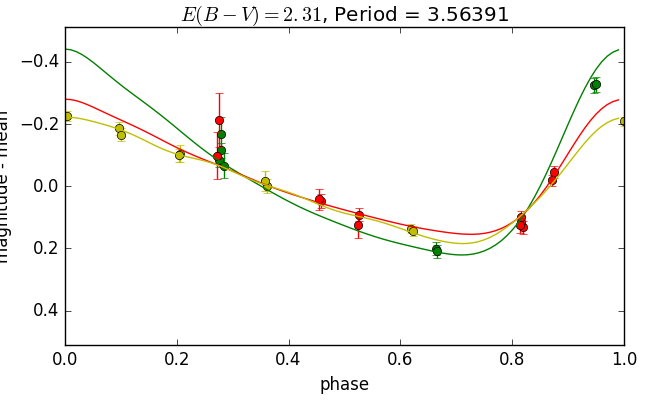 E(B − V) = 2.31, Period = 3.56391
−0.4
−0.2
0.0
0.2
0.4
magnitude - mean
0.0 0.2 0.4 0.6 0.8 1.0
phase